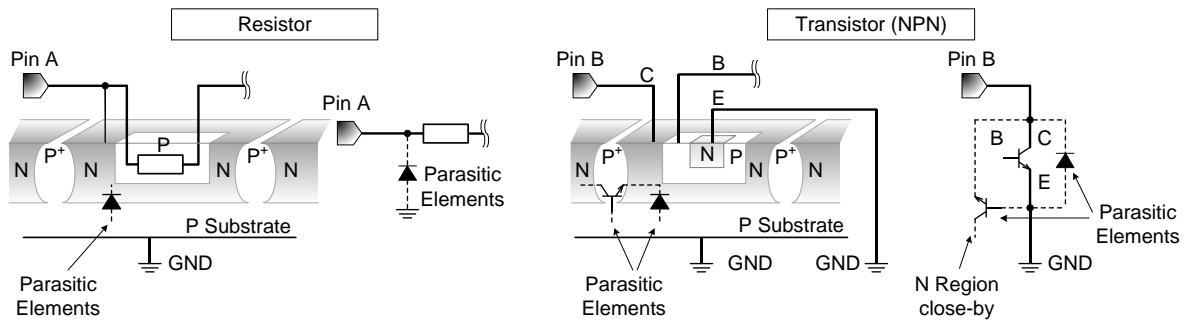 Resistor
Transistor (NPN)
Pin A
Pin A
N
P+
N
P
N
P+
N
Parasitic
Elements
P Substrate
GND
Parasitic
Elements
Pin B
C
B
E
N
P+
N
N
P
N
P+
N
P Substrate
GND
GND
Parasitic
Elements
Pin B
B
C
E
Parasitic
Elements
GND
N Region
close-by